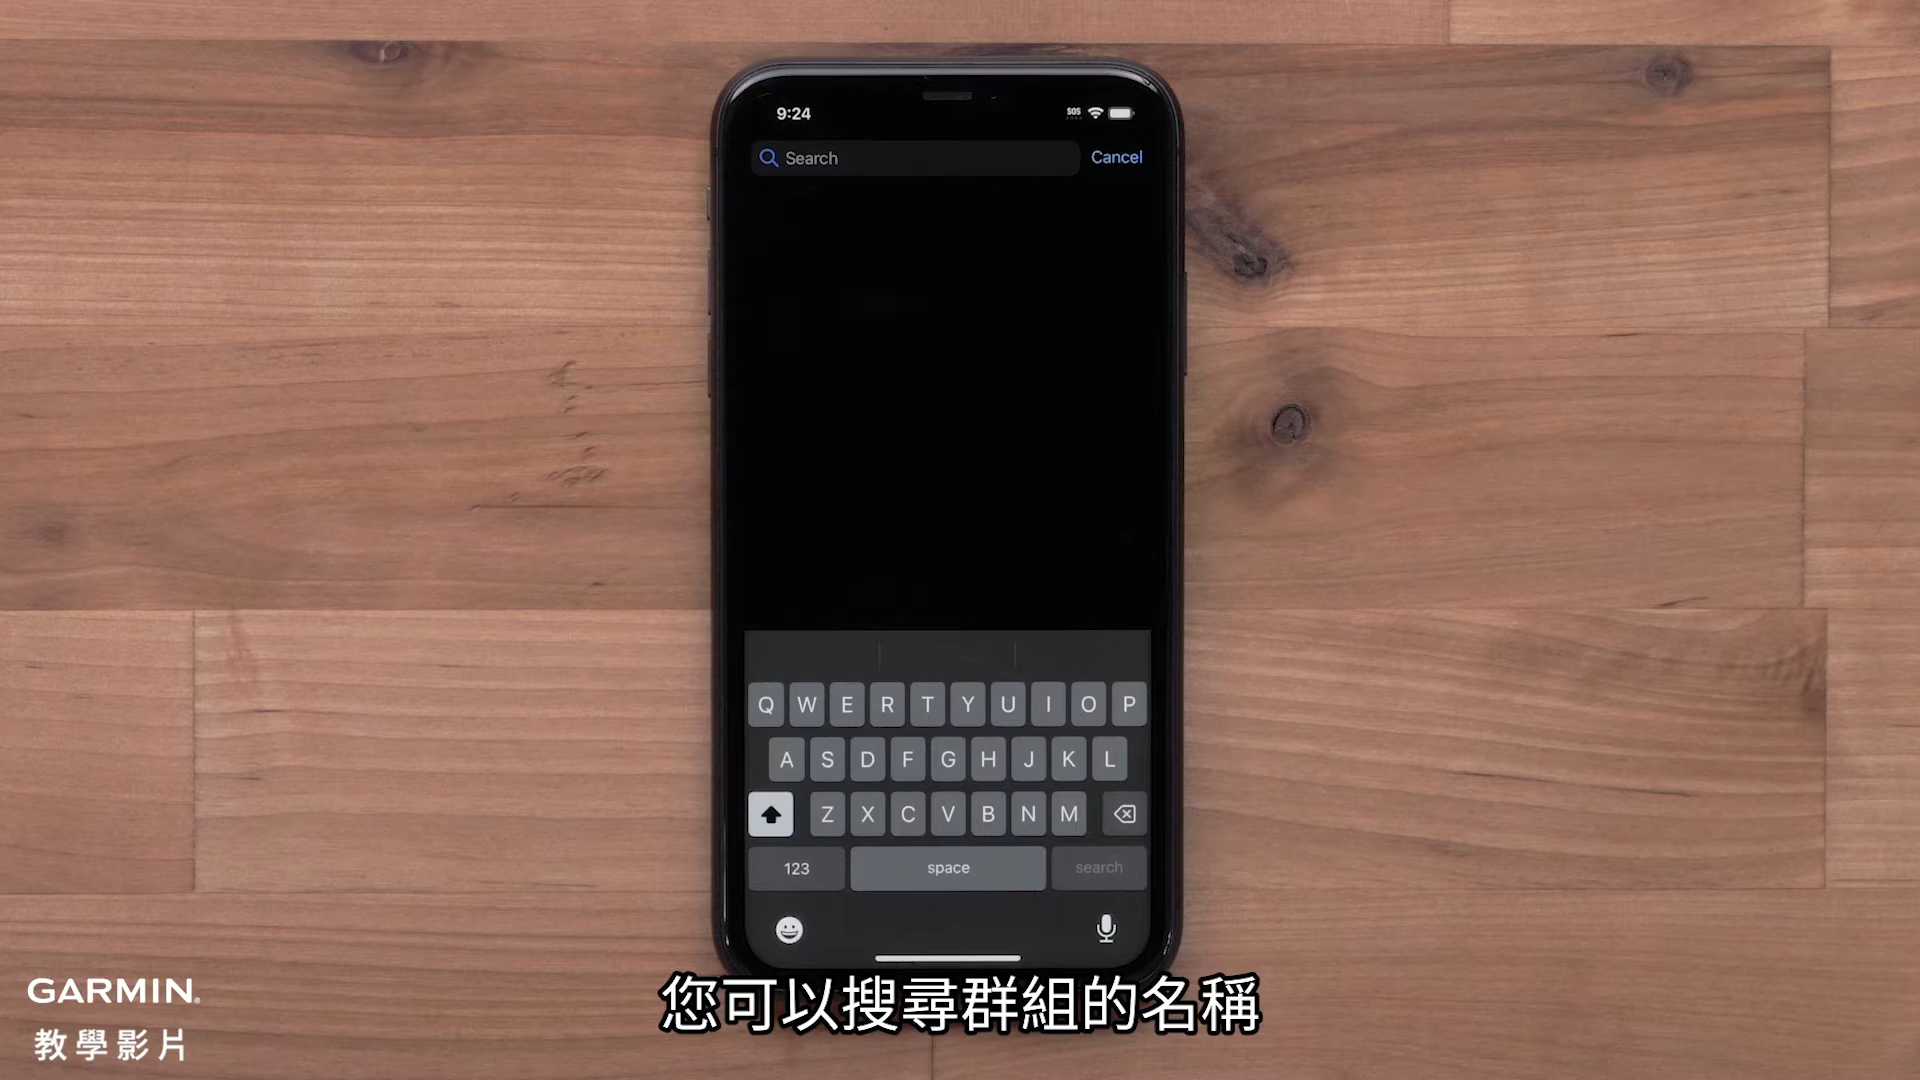 9:24
SOS
Search
Cancel
Q W E R T Y U I O P
A S D F G H J K L
Z X C V B N M
123
space
search
GARMIN
教學影片
您可以搜尋群組的名稱